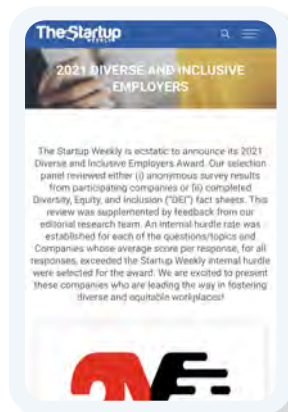 The Startup
WEEKLY
2021 DIVERSE AND INCLUSIVE
EMPLOYERS
The Startup Weekly is ecstatic to announce its 2021
Diverse and Inclusive Employers Award. Our selection
panel reviewed either (i) anonymous survey results
from participating companies or (ii) completed
Diversity, Equity, and Inclusion ("DEI") fact sheets. This
review was supplemented by feedback from our
editorial research team. An internal hurdle rate was
established for each of the questions/topics and
Companies whose average score per response, for all
responses, exceeded the Startup Weekly internal hurdle
were selected for the award. We are excited to present
these companies who are leading the way in fostering
diverse and equitable workplaces!